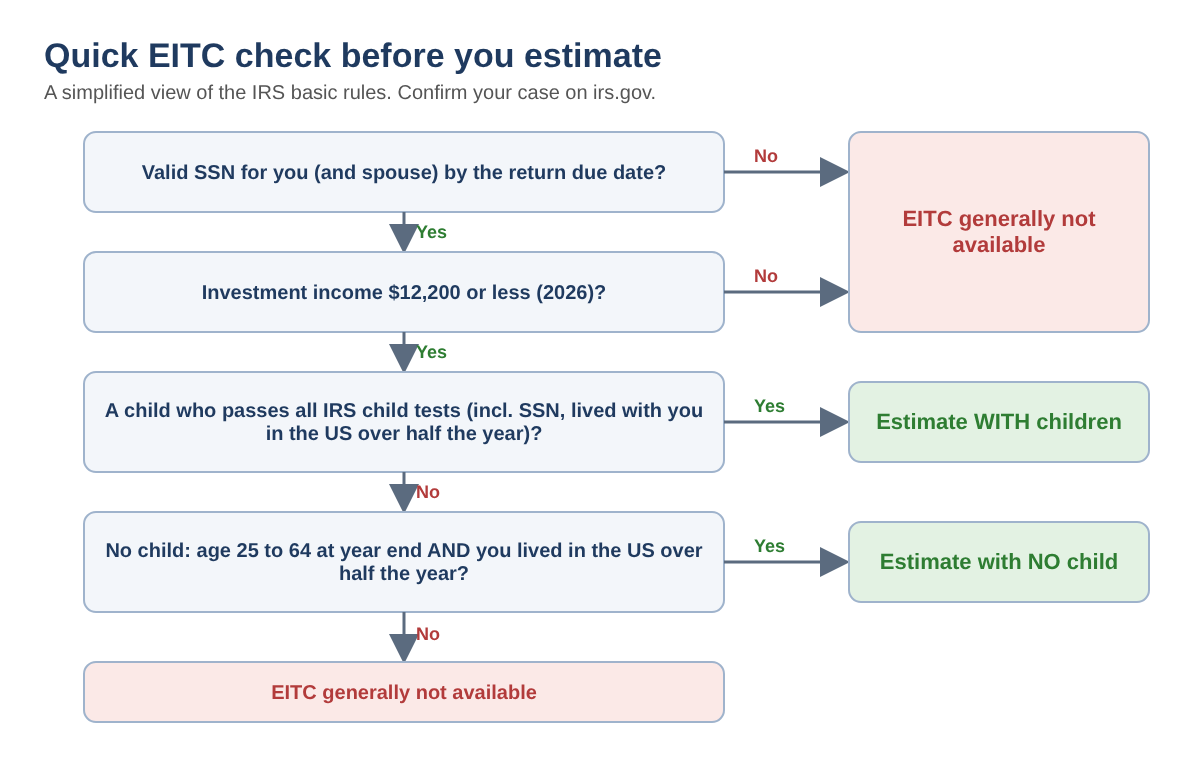 Quick EITC check before you estimate
A simplified view of the IRS basic rules. Confirm your case on irs.gov.
Valid SSN for you (and spouse) by the return due date?
No
EITC generally not
available
Yes
Investment income $12,200 or less (2026)?
No
Yes
A child who passes all IRS child tests (incl. SSN, lived with you
in the US over half the year)?
Yes
Estimate WITH children
No
No child: age 25 to 64 at year end AND you lived in the US over
half the year?
Yes
Estimate with NO child
No
EITC generally not available